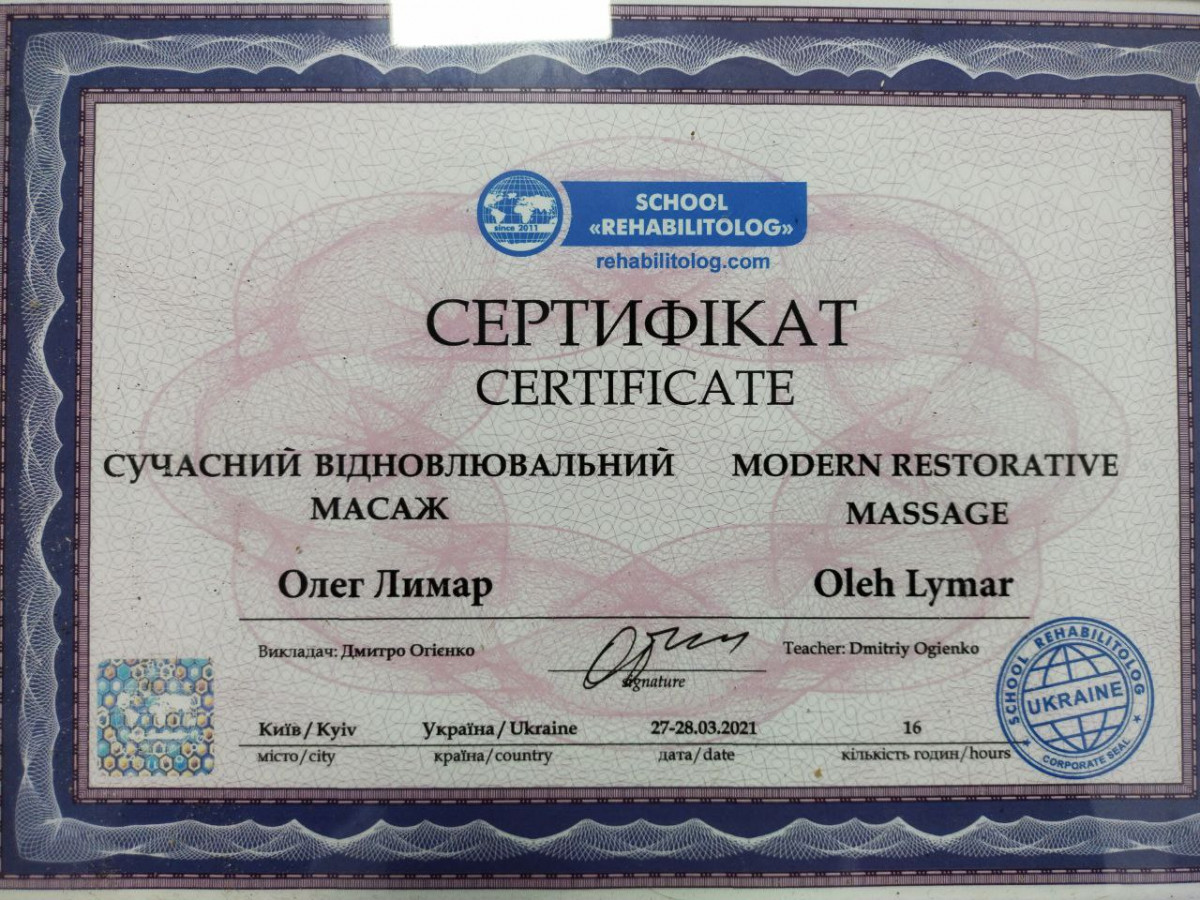 since 2011
SCHOOL
«REHABILITOLOG»
rehabilitolog.com
СЕРТИФІКАТ
CERTIFICATE
СУЧАСНИЙ ВІДНОВЛЮВАЛЬНИЙ
МАСАЖ
MODERN RESTORATIVE
MASSAGE
Олег Лимар
Oleh Lymar
Викладач: Дмитро Огієнко
signature
Teacher: Dmitriy Ogienko
Київ / Kyiv
Україна / Ukraine
27-28.03.2021
16
місто/city
країна/country
дата/date
кількість годин/hours
SCHOOL REHABILITOLOG
UKRAINE
CORPORATE SEAL